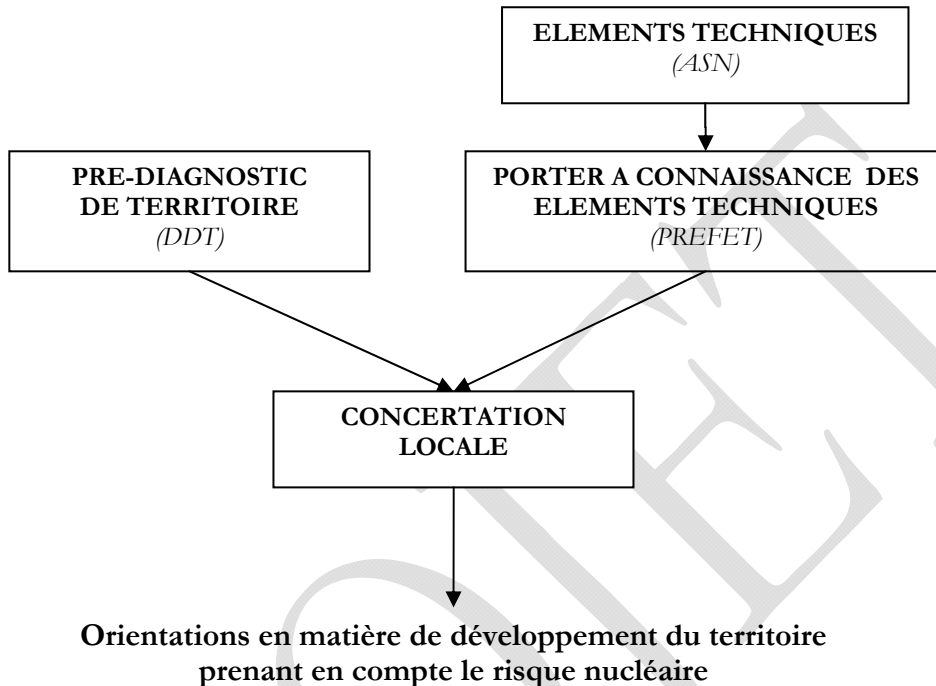 ELEMENTS TECHNIQUES
(ASN)
PRE-DIAGNOSTIC
DE TERRITOIRE
(DDT)
PORTER A CONNAISSANCE DES
ELEMENTS TECHNIQUES
(PREFET)
CONCERTATION
LOCALE
Orientations en matière de développement du territoire
prenant en compte le risque nucléaire